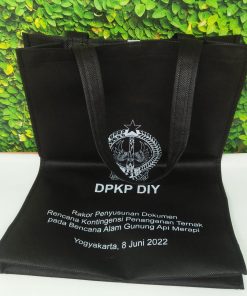 DPKP DIY
Rakor Penyusunan Dokumen
Rencana Kontingensi Penanganan Ternak
pada Bencana Alam Gunung Api Merapi
Yogyakarta, 8 Juni 2022